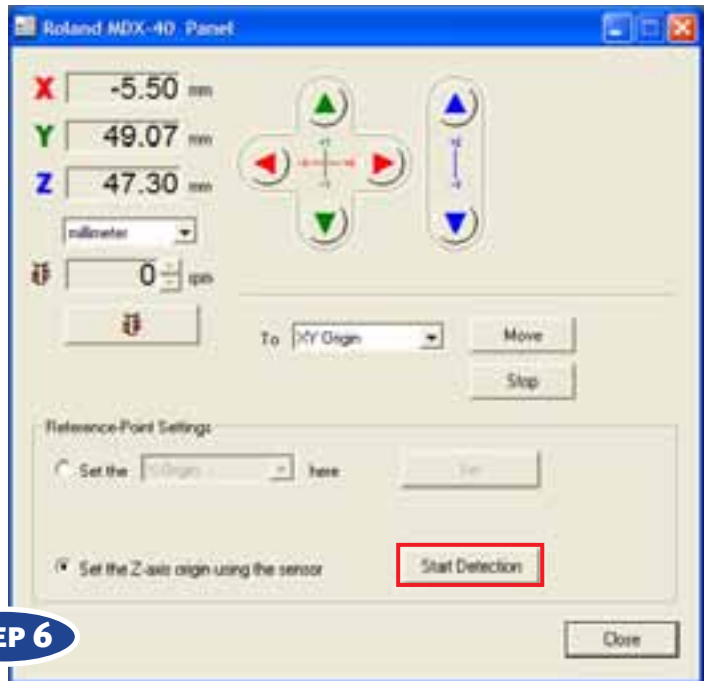 Roland MDX-40 Panel
X -5.50 mm
Y 49.07 mm
Z 47.30 mm
millimeter
0 rpm
To XY Origin Move
Stop
Reference-Point Settings
Set the here Set
Set the Z-axis origin using the sensor Start Detection
EP 6
Close